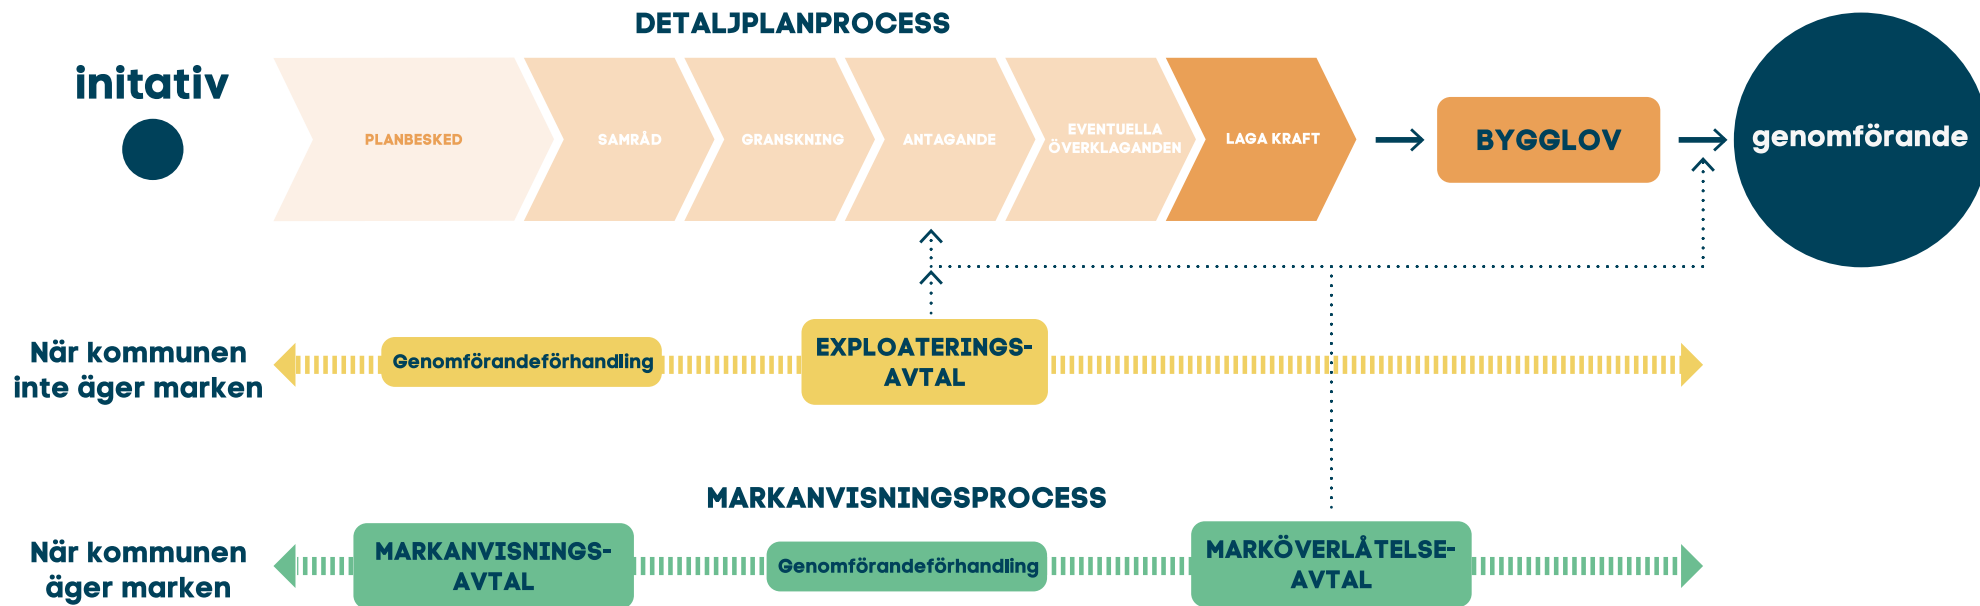 DETALJPLANPROCESS
initativ
PLANBESKED
SAMRÅD
GRANSKNING
ANTAGANDE
EVENTUELLA
ÖVERKLAGANDEN
LAGA KRAFT
BYGGLOV
genomförande
När kommunen
inte äger marken
Genomförandeförhandling
EXPLOATERINGS-
AVTAL
MARKANVISNINGSPROCESS
När kommunen
äger marken
MARKANVISNINGS-
AVTAL
Genomförandeförhandling
MARKÖVERLÅTELSE-
AVTAL